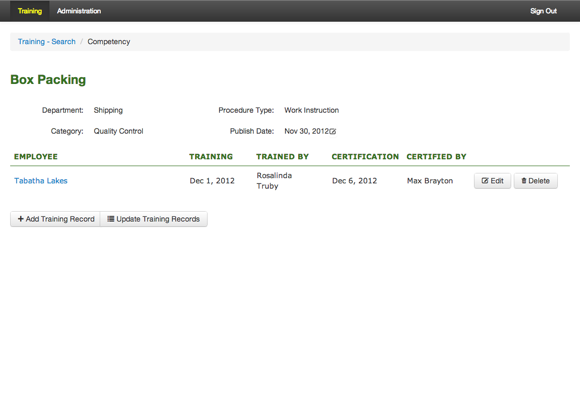 Training Administration Sign Out
Training - Search / Competency
Box Packing
Department: Shipping Procedure Type: Work Instruction
Category: Quality Control Publish Date: Nov 30, 2012
EMPLOYEE TRAINING TRAINED BY CERTIFICATION CERTIFIED BY
Tabatha Lakes Dec 1, 2012 Rosalinda Truby Dec 6, 2012 Max Brayton Edit Delete
Add Training Record Update Training Records